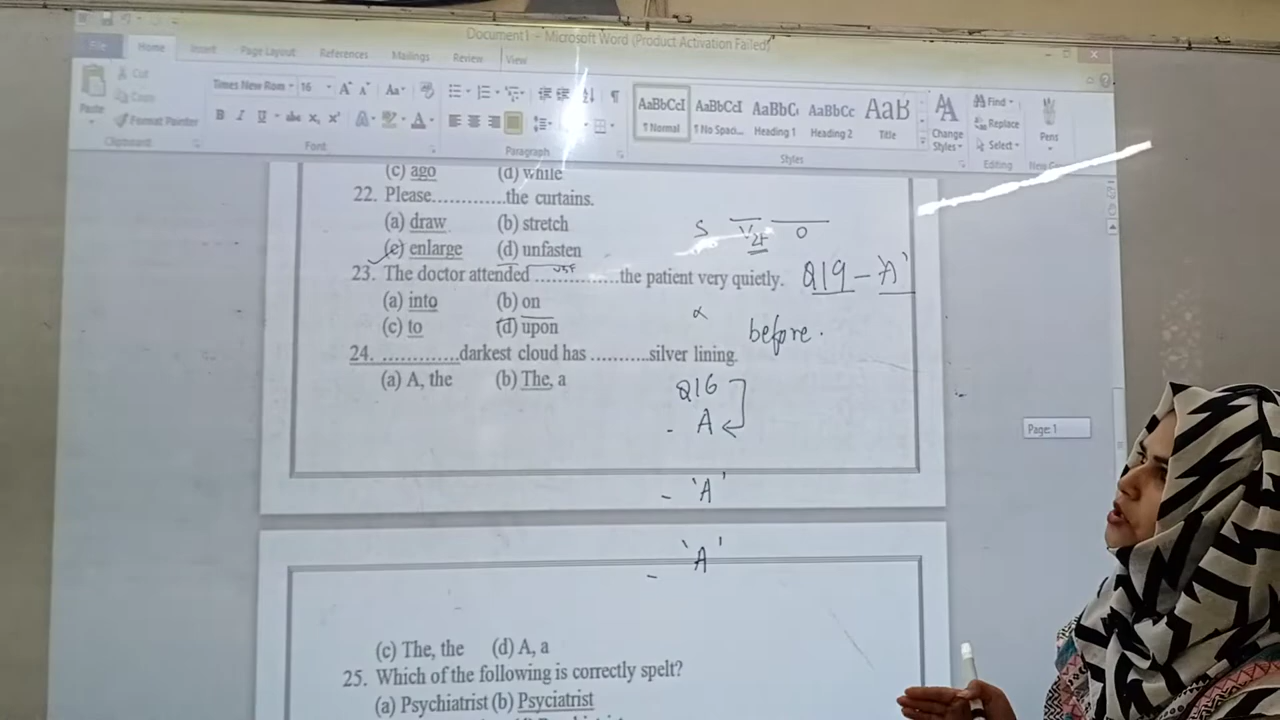 Document1 - Microsoft Word (Product Activation Failed)
File Home Insert Page Layout References Mailings Review View
Paste Cut Copy Format Painter Clipboard
Times New Rom 16 Font
Paragraph
AaBbCcI AaBbCcI AaBbC AaBbCc AaB
¶ Normal ¶ No Spaci... Heading 1 Heading 2 Title
Styles
Change Styles
Find Replace Select Editing
Pens
(c) ago (d) while
22. Please............the curtains.
(a) draw (b) stretch
(c) enlarge (d) unfasten
23. The doctor attended ..............the patient very quietly.
(a) into (b) on
(c) to (d) upon
24. ............darkest cloud has ..........silver lining.
(a) A, the (b) The, a
S O
Q19 - 'A'
before.
Q16
- A
- 'A'
- 'A'
Page: 1
(c) The, the (d) A, a
25. Which of the following is correctly spelt?
(a) Psychiatrist (b) Psyciatrist